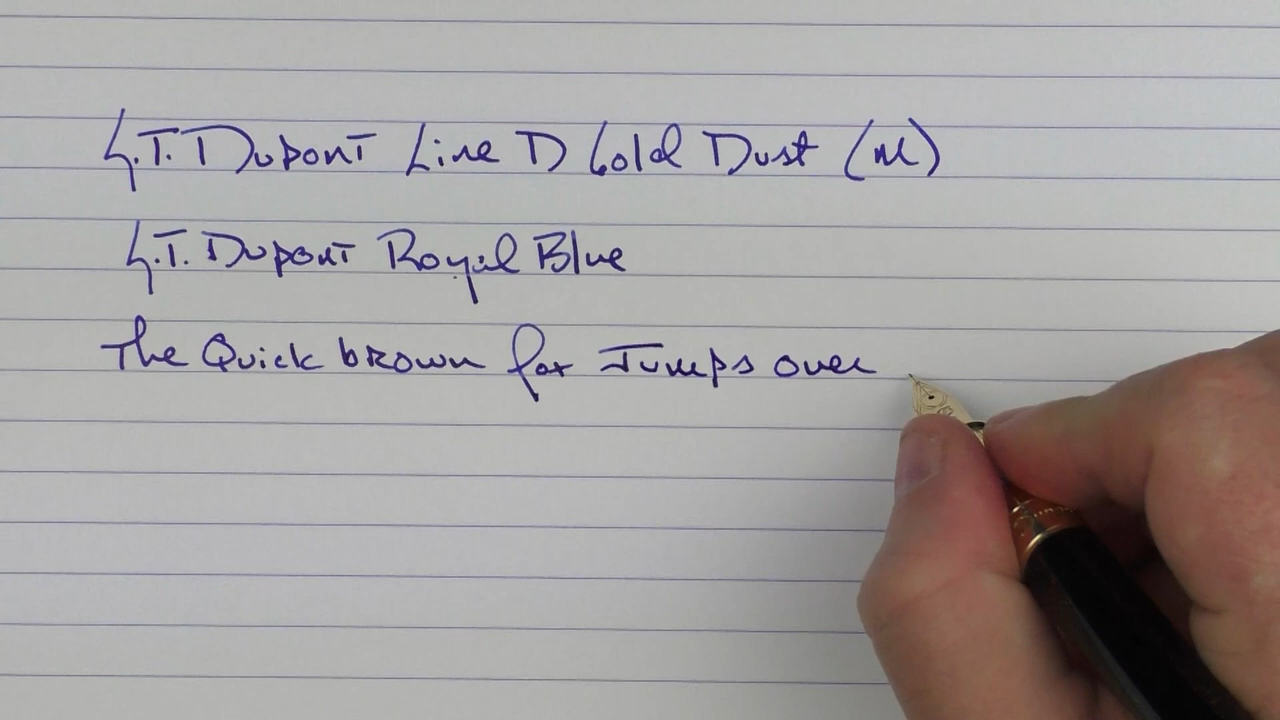 S.T. Dupont Line D Gold Dust (M)
S.T. Dupont Royal Blue
The Quick brown fox Jumps over